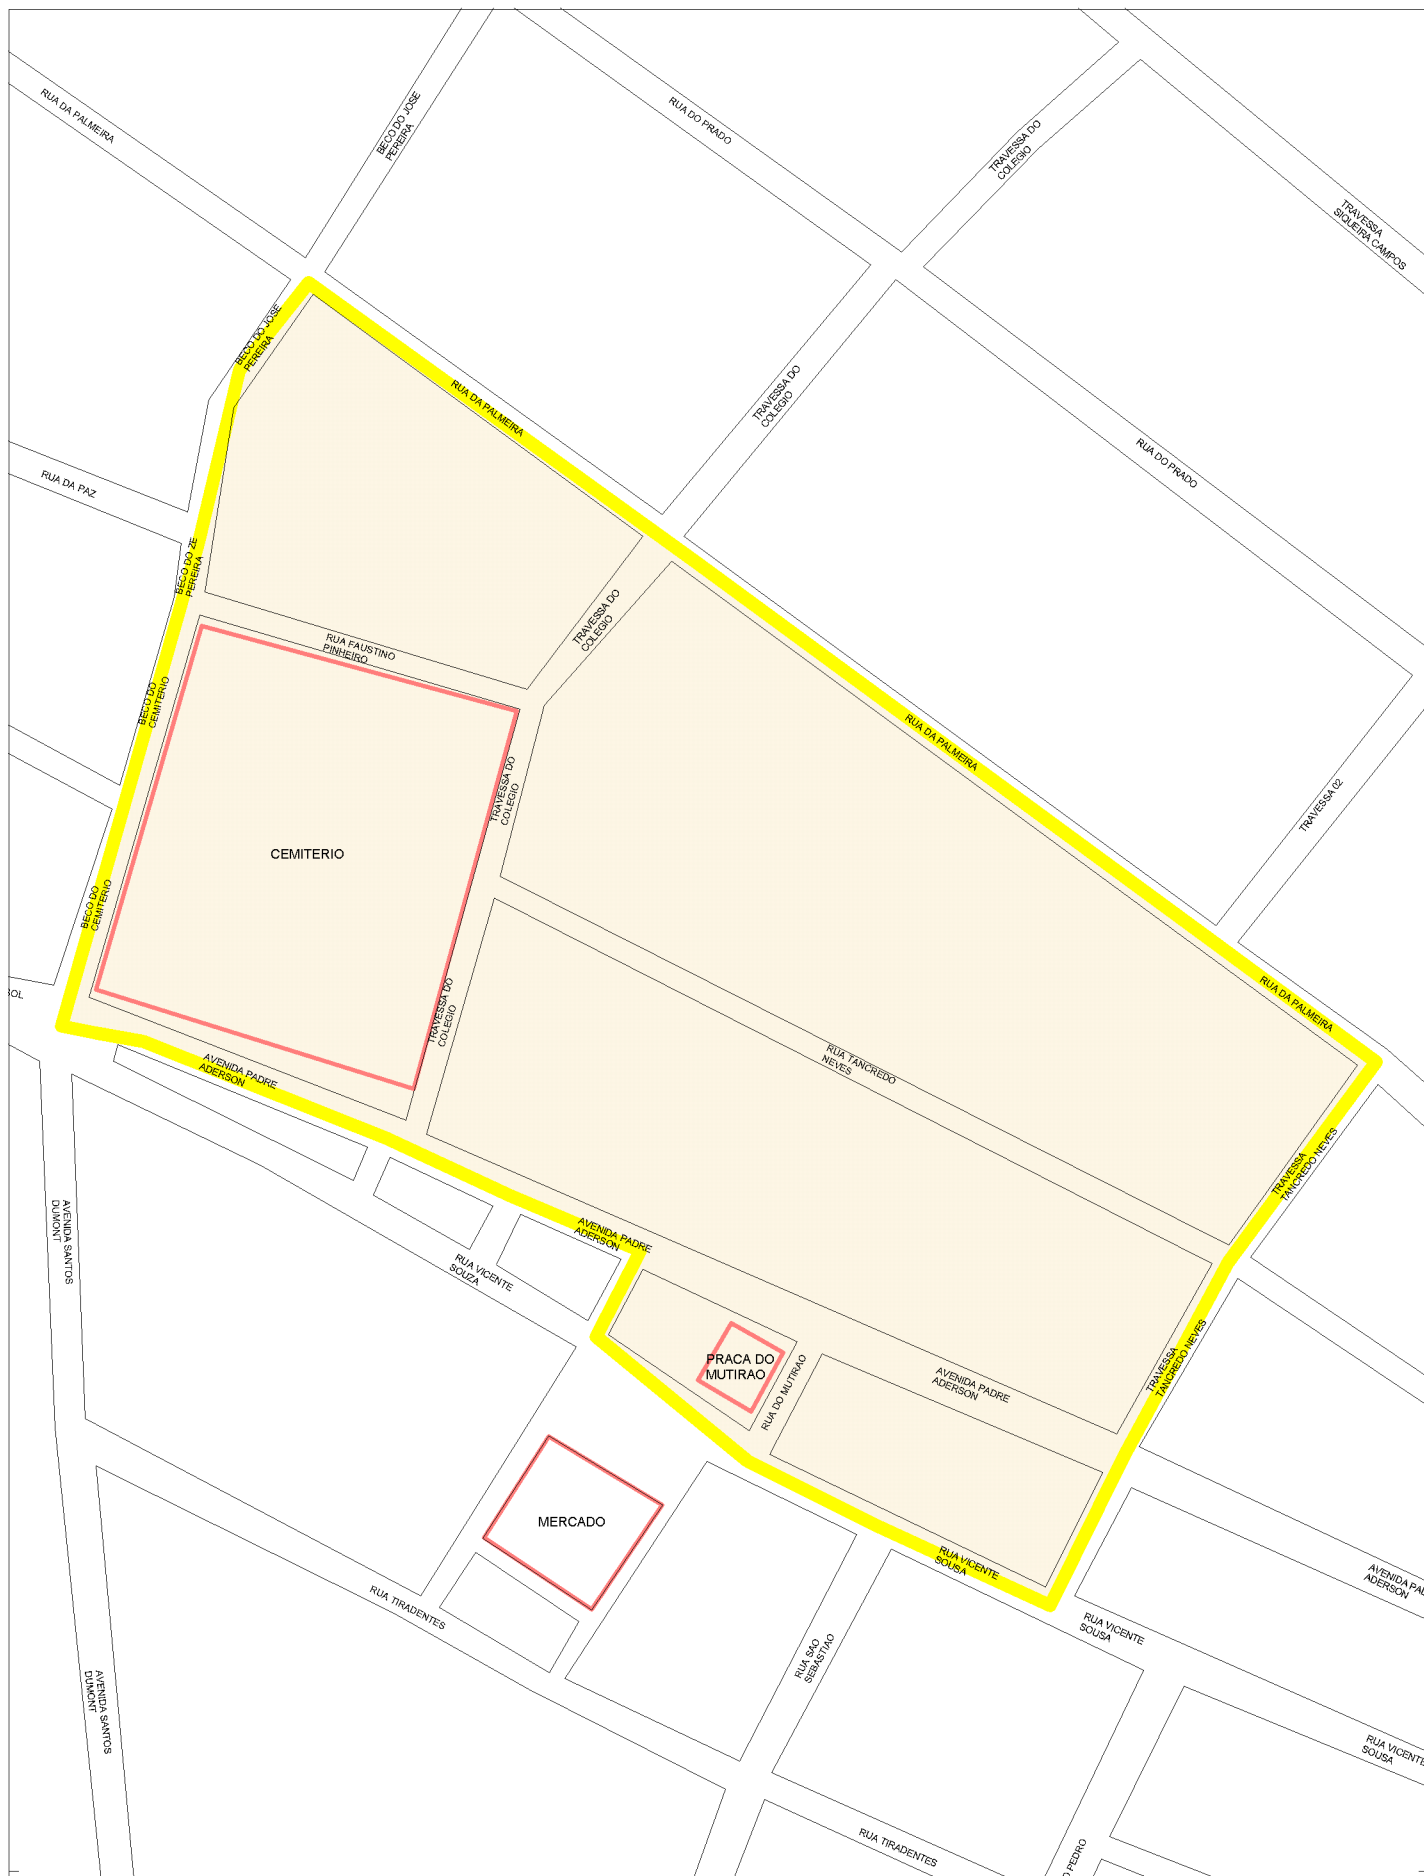 RUA DA PALMEIRA
BECO DO JOSE
PEREIRA
RUA DO PRADO
TRAVESSA DO
COLEGIO
TRAVESSA
SIQUEIRA CAMPOS
BECO DO JOSE
PEREIRA
RUA DA PALMEIRA
TRAVESSA DO
COLEGIO
RUA DO PRADO
RUA DA PAZ
BECO DO ZE
PEREIRA
TRAVESSA DO
COLEGIO
RUA FAUSTINO
PINHEIRO
BECO DO
CEMITERIO
RUA DA PALMEIRA
TRAVESSA DO
COLEGIO
TRAVESSA 02
CEMITERIO
BECO DO
CEMITERIO
SOL
TRAVESSA DO
COLEGIO
RUA DA PALMEIRA
AVENIDA PADRE
ADERSON
RUA TANCREDO
NEVES
TRAVESSA
TANCREDO NEVES
AVENIDA SANTOS
DUMONT
AVENIDA PADRE
ADERSON
RUA VICENTE
SOUZA
PRACA DO
MUTIRAO
RUA DO MUTIRAO
AVENIDA PADRE
ADERSON
TRAVESSA
TANCREDO NEVES
MERCADO
RUA VICENTE
SOUSA
AVENIDA PAD
ADERSON
RUA TIRADENTES
RUA SAO
SEBASTIAO
RUA VICENTE
SOUSA
AVENIDA SANTOS
DUMONT
RUA VICENTE
SOUSA
RUA TIRADENTES
O PEDRO